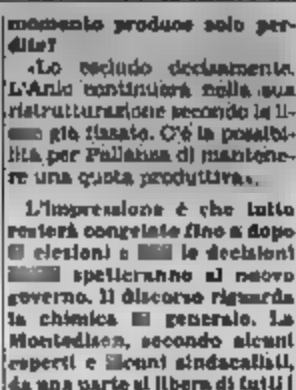 momento produce solo per-
dite?
«Lo escludo decisamente.
L'Anic continuerà nella sua
ristrutturazione secondo le li-
già fissato. C'è la possibi-
lità per Pallanza di mantene-
re una quota produttiva».
L'impressione è che tutto
resterà congelato fino a dopo
elezioni e le decisioni
spetteranno al nuovo
governo. Il discorso riguarda
la chimica generale. La
Montedison, secondo alcuni
esperti e sindacalisti,
da una parte si libera di tutti i